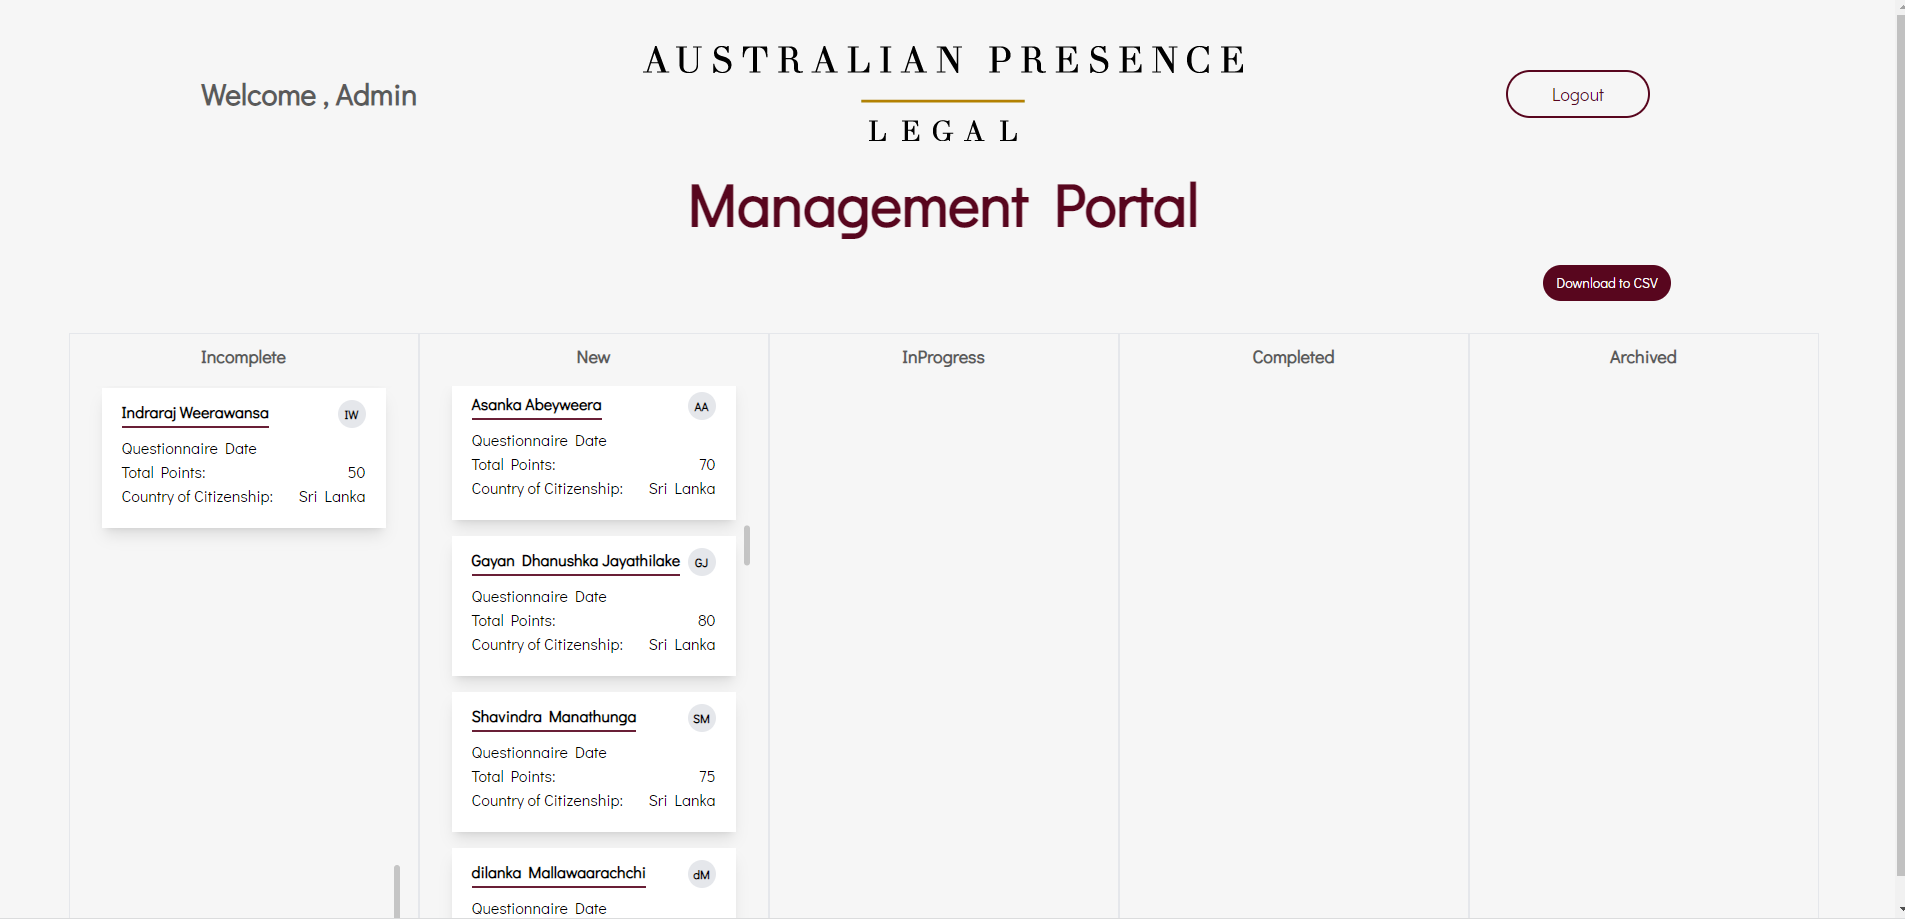 AUSTRALIAN PRESENCE
LEGAL
Welcome , Admin
Logout
Management Portal
Download to CSV
Incomplete
Indraraj Weerawansa IW
Questionnaire Date
Total Points: 50
Country of Citizenship: Sri Lanka
New
Asanka Abeyweera AA
Questionnaire Date
Total Points: 70
Country of Citizenship: Sri Lanka
Gayan Dhanushka Jayathilake GJ
Questionnaire Date
Total Points: 80
Country of Citizenship: Sri Lanka
Shavindra Manathunga SM
Questionnaire Date
Total Points: 75
Country of Citizenship: Sri Lanka
dilanka Mallawaarachchi dM
Questionnaire Date
InProgress
Completed
Archived